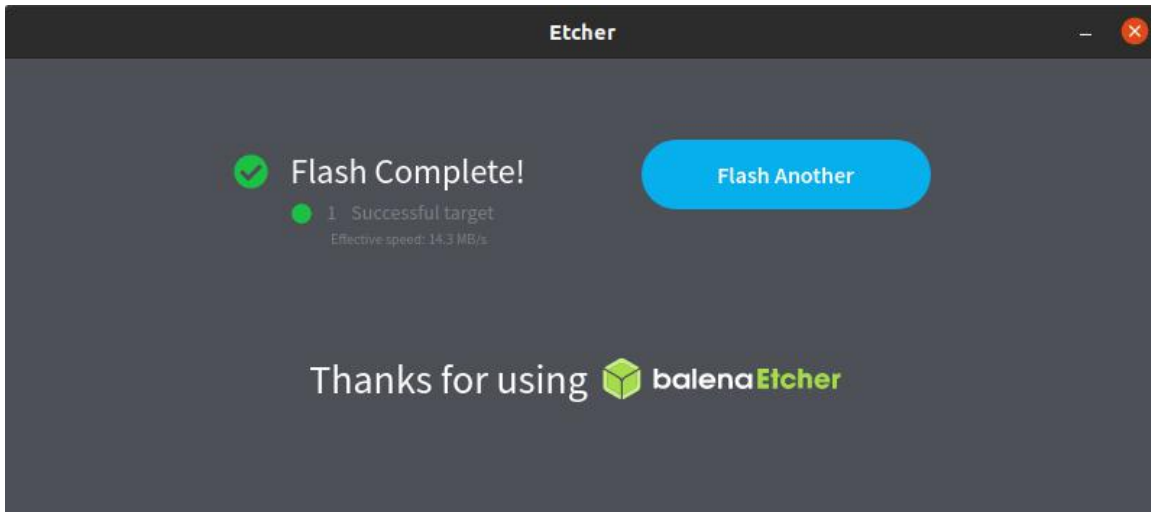 Etcher
Flash Complete!
Flash Another
1 Successful target
Effective speed: 14.3 MB/s
Thanks for using balenaEtcher